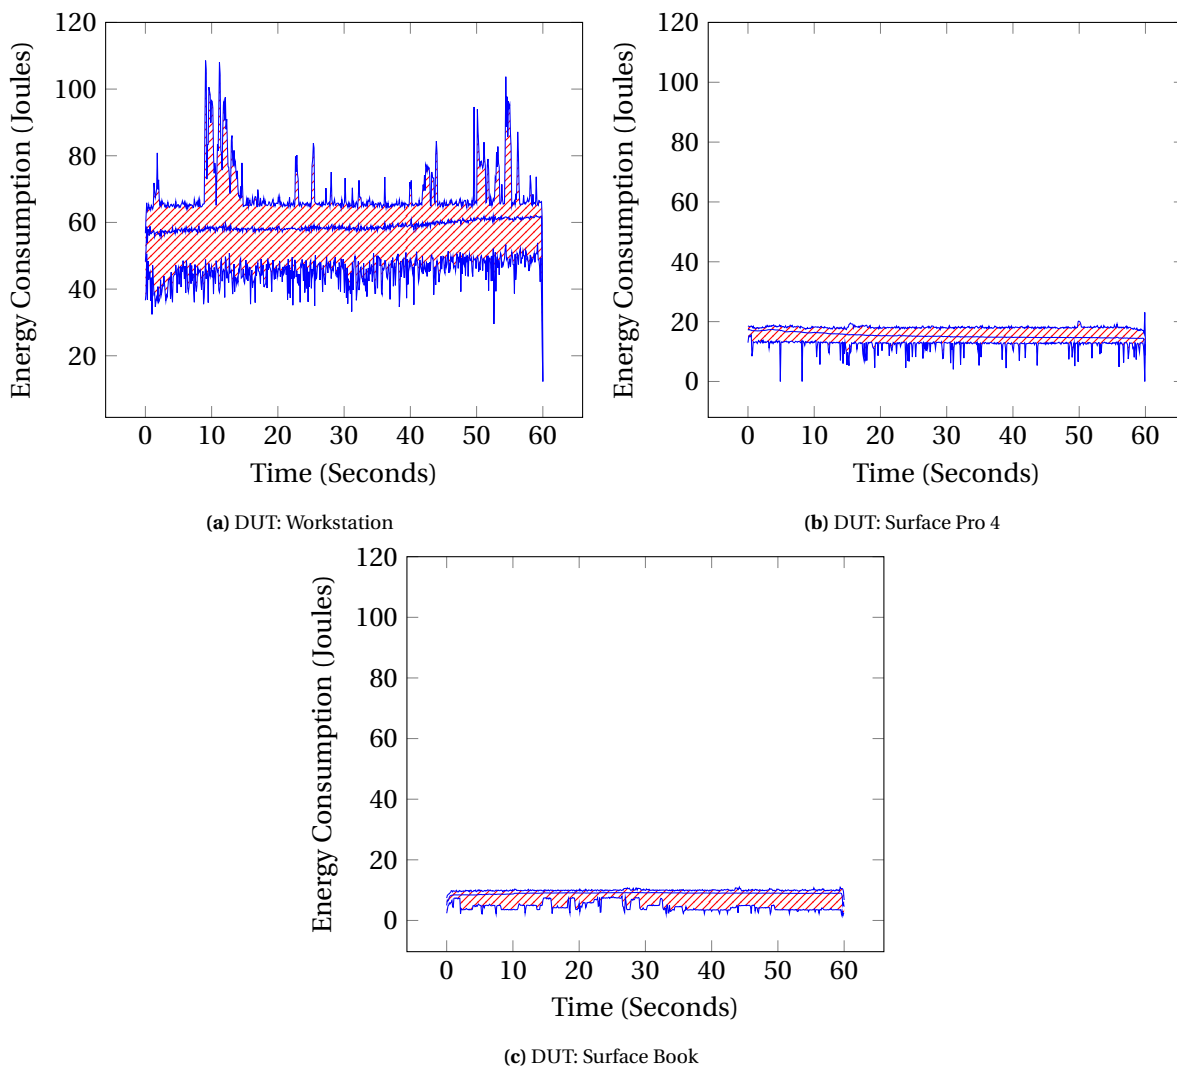 120
100
80
60
40
20
0 10 20 30 40 50 60
Energy Consumption (Joules)
Time (Seconds)
(a) DUT: Workstation
120
100
80
60
40
20
0
0 10 20 30 40 50 60
Energy Consumption (Joules)
Time (Seconds)
(b) DUT: Surface Pro 4
120
100
80
60
40
20
0
0 10 20 30 40 50 60
Energy Consumption (Joules)
Time (Seconds)
(c) DUT: Surface Book